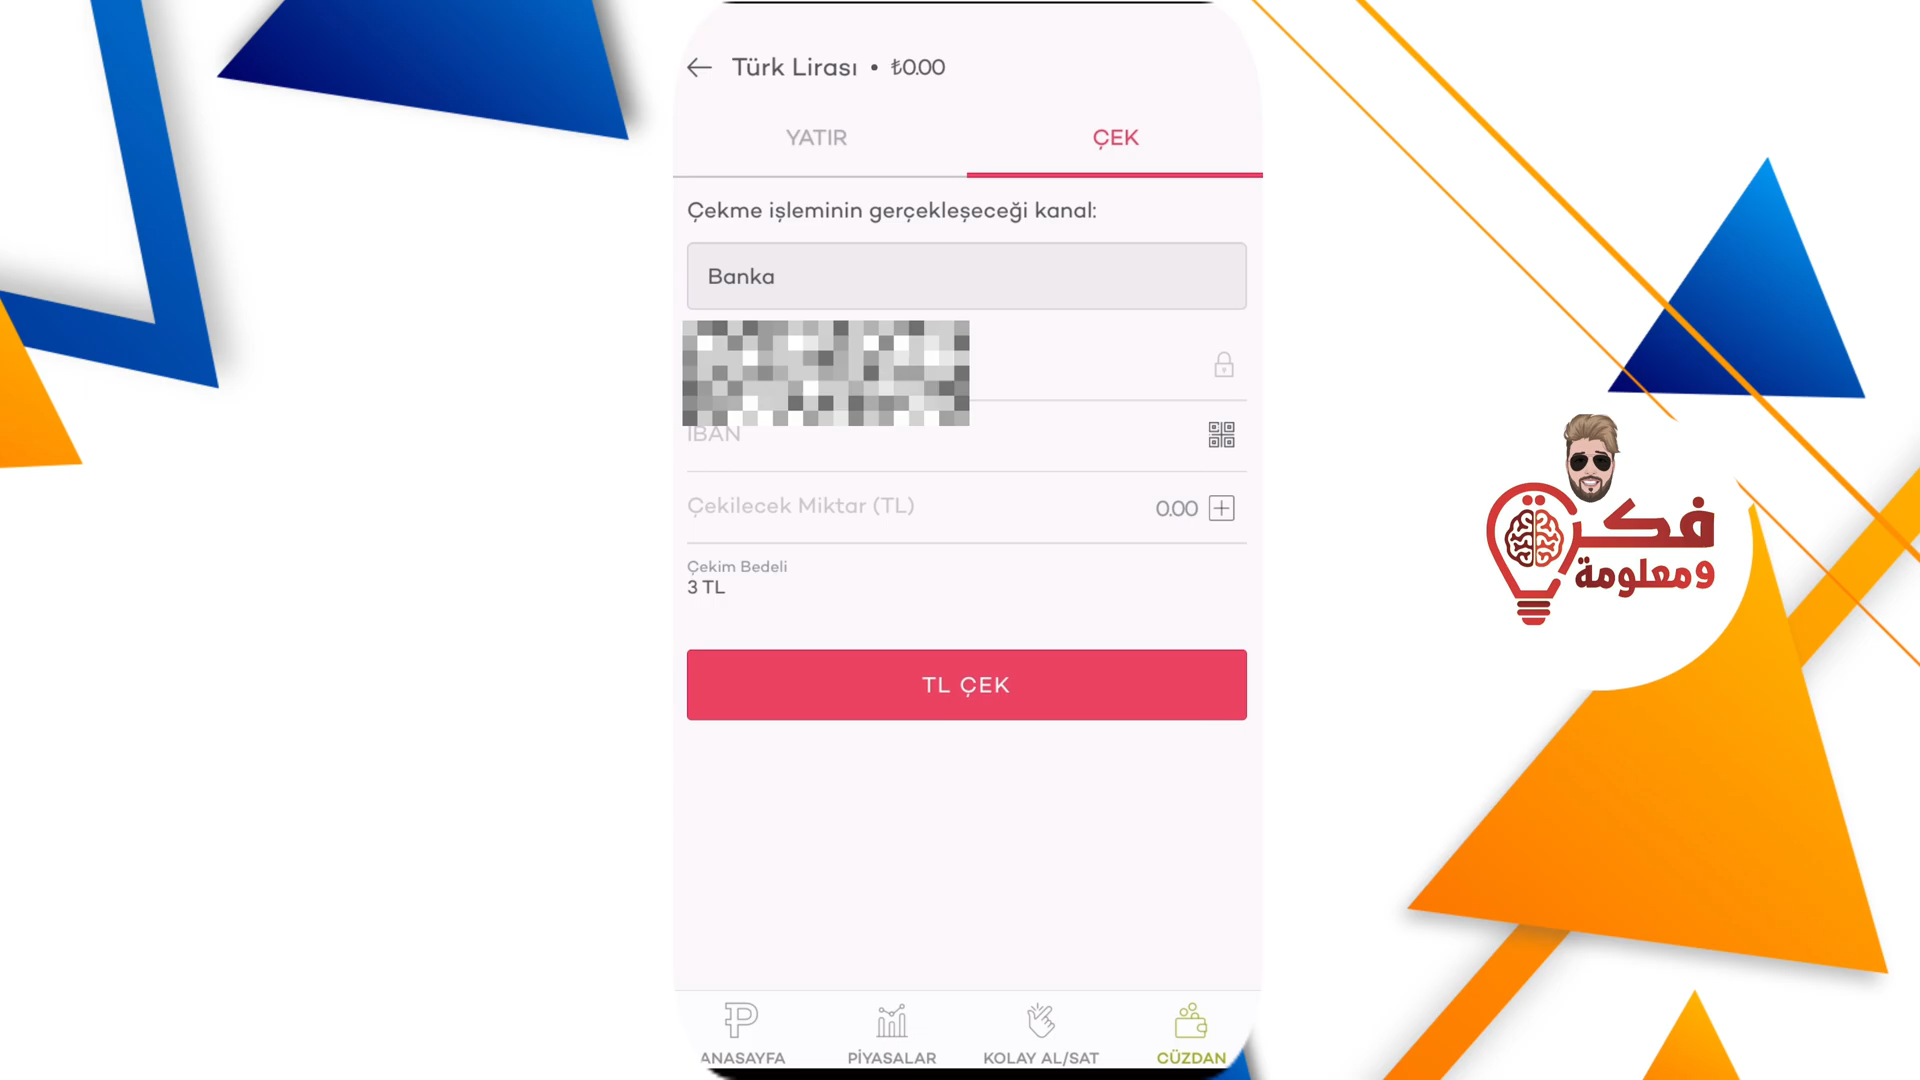 Türk Lirası • ₺0.00
YATIR
ÇEK
Çekme işleminin gerçekleşeceği kanal:
Banka
IBAN
Çekilecek Miktar (TL)
0.00
Çekim Bedeli
3 TL
TL ÇEK
فكرة
ومعلومة
ANASAYFA
PİYASALAR
KOLAY AL/SAT
CÜZDAN